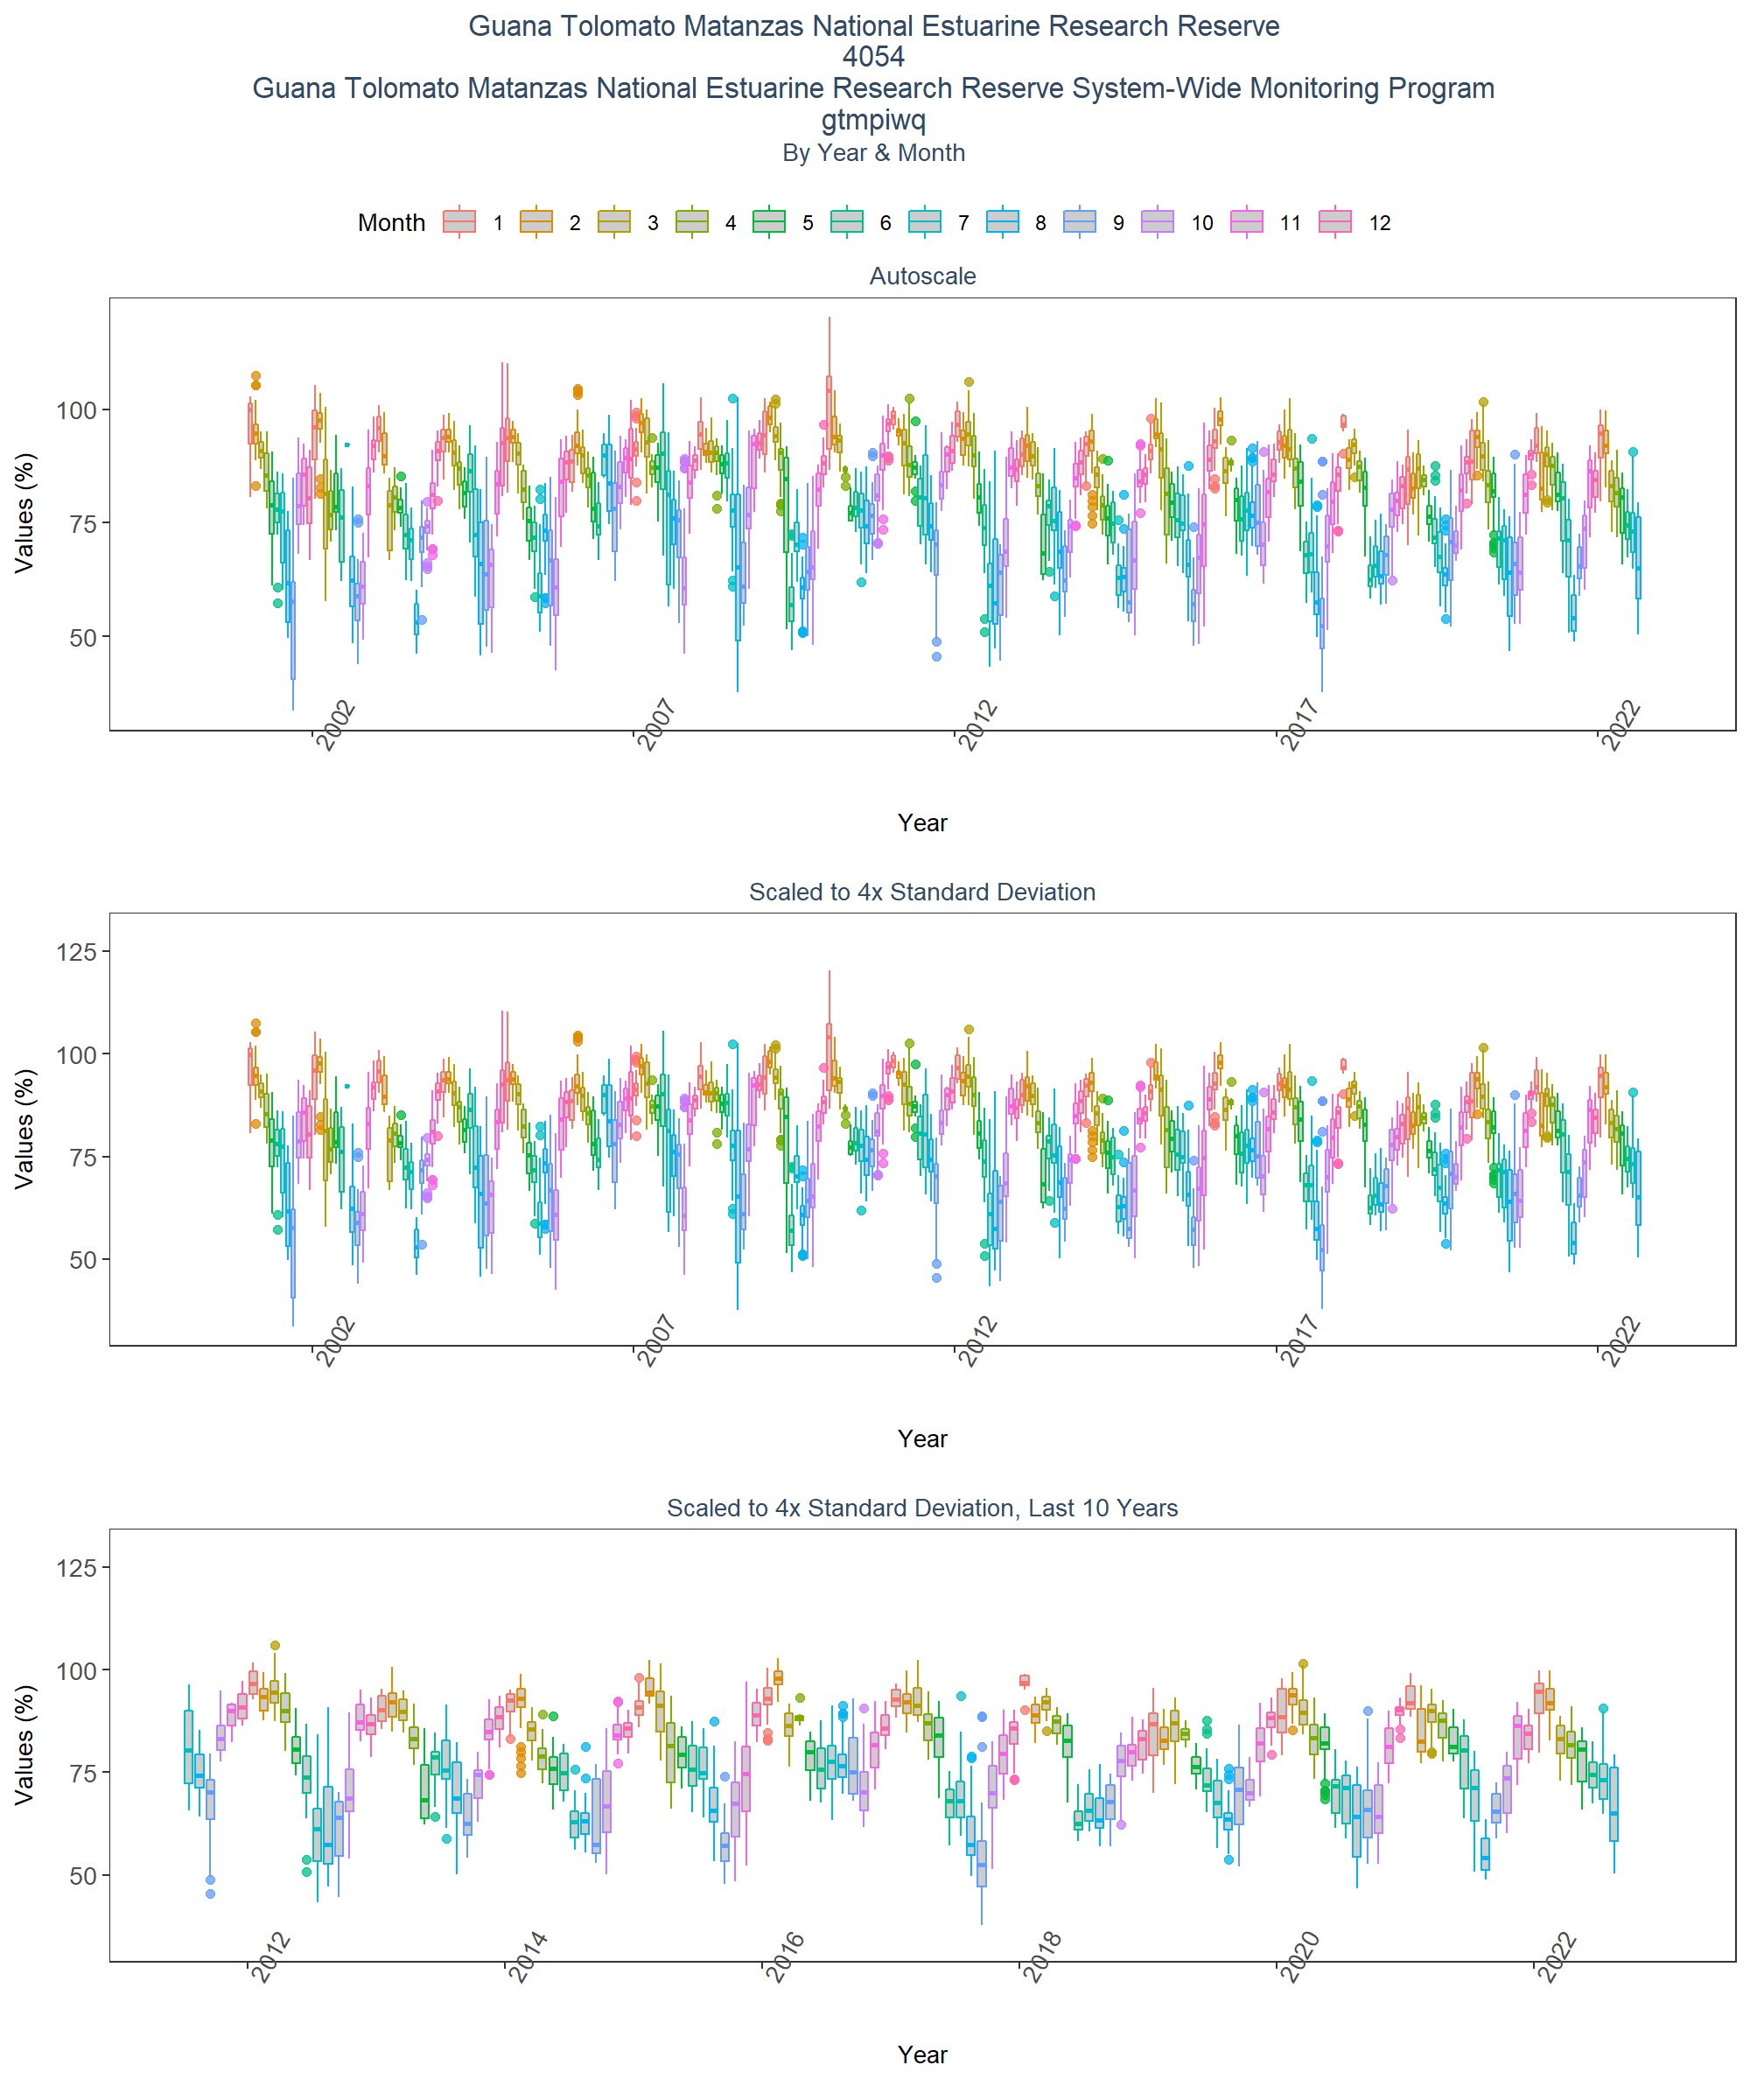 Guana Tolomato Matanzas National Estuarine Research Reserve
4054
Guana Tolomato Matanzas National Estuarine Research Reserve System-Wide Monitoring Program
gtmpiwq
By Year & Month
Month 1 2 3 4 5 6 7 8 9 10 11 12
Autoscale
Values (%)
100
75
50
2002 2007 2012 2017 2022
Year
Scaled to 4x Standard Deviation
Values (%)
125
100
75
50
2002 2007 2012 2017 2022
Year
Scaled to 4x Standard Deviation, Last 10 Years
Values (%)
125
100
75
50
2012 2014 2016 2018 2020 2022
Year